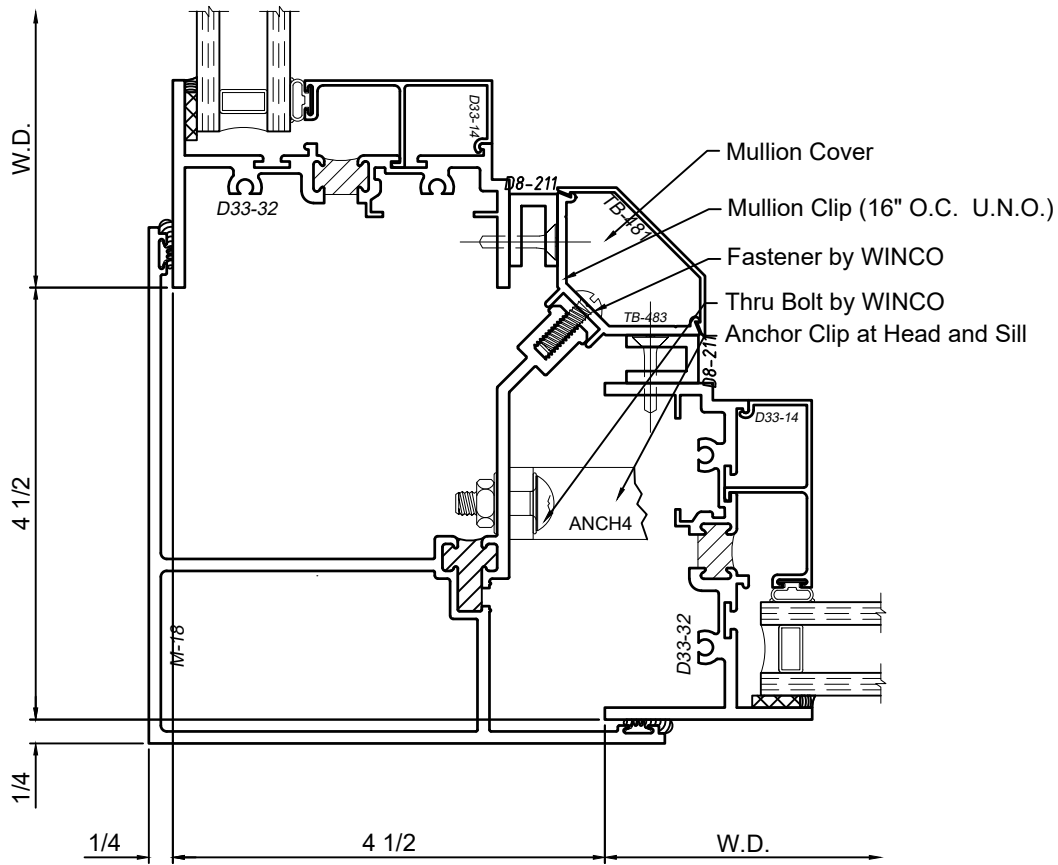 W.D.
D33-14
D33-32
D8-211
TB-481
Mullion Cover
Mullion Clip (16" O.C. U.N.O.)
Fastener by WINCO
Thru Bolt by WINCO
Anchor Clip at Head and Sill
TB-483
D8-211
D33-14
4 1/2
ANCH4
M-18
D33-32
1/4
1/4
4 1/2
W.D.